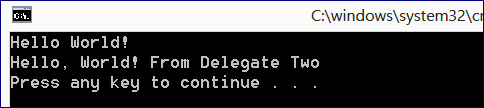 C:\windows\system32\c
Hello World!
Hello, World! From Delegate Two
Press any key to continue . . .